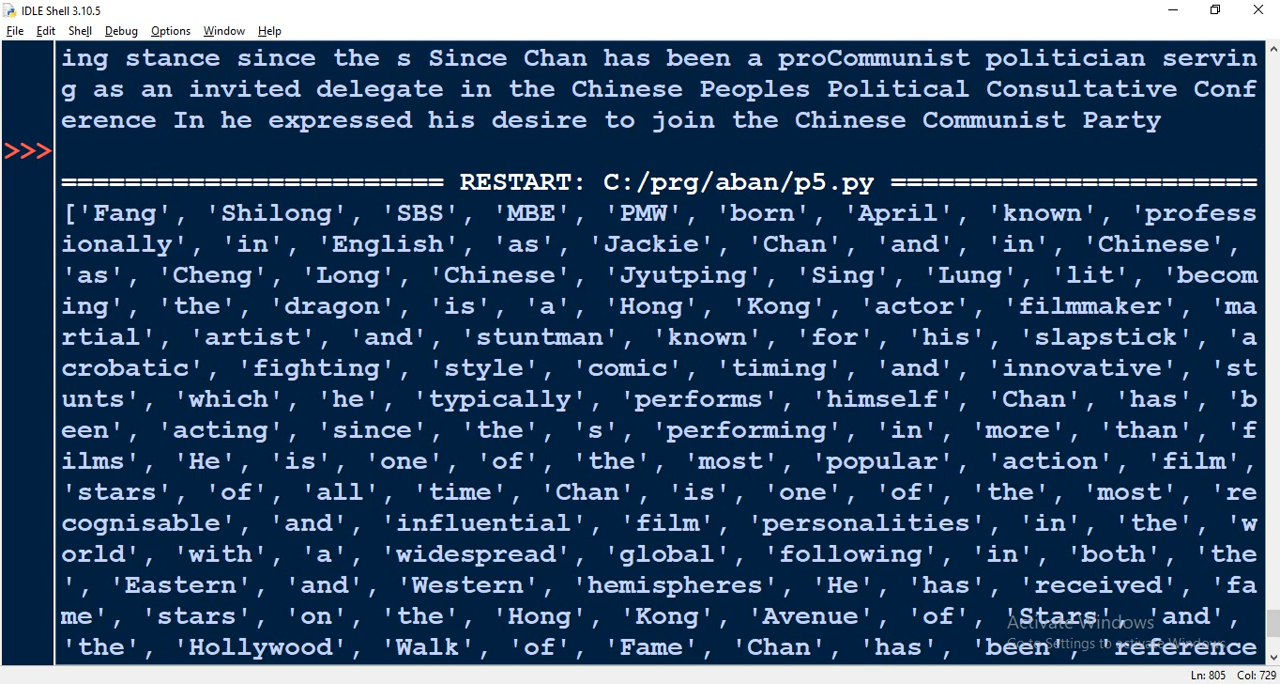 IDLE Shell 3.10.5
File Edit Shell Debug Options Window Help
ing stance since the s Since Chan has been a proCommunist politician servin
g as an invited delegate in the Chinese Peoples Political Consultative Conf
erence In he expressed his desire to join the Chinese Communist Party
>>>
======================== RESTART: C:/prg/aban/p5.py =======================
['Fang', 'Shilong', 'SBS', 'MBE', 'PMW', 'born', 'April', 'known', 'profess
ionally', 'in', 'English', 'as', 'Jackie', 'Chan', 'and', 'in', 'Chinese',
'as', 'Cheng', 'Long', 'Chinese', 'Jyutping', 'Sing', 'Lung', 'lit', 'becom
ing', 'the', 'dragon', 'is', 'a', 'Hong', 'Kong', 'actor', 'filmmaker', 'ma
rtial', 'artist', 'and', 'stuntman', 'known', 'for', 'his', 'slapstick', 'a
crobatic', 'fighting', 'style', 'comic', 'timing', 'and', 'innovative', 'st
unts', 'which', 'he', 'typically', 'performs', 'himself', 'Chan', 'has', 'b
een', 'acting', 'since', 'the', 's', 'performing', 'in', 'more', 'than', 'f
ilms', 'He', 'is', 'one', 'of', 'the', 'most', 'popular', 'action', 'film',
'stars', 'of', 'all', 'time', 'Chan', 'is', 'one', 'of', 'the', 'most', 're
cognisable', 'and', 'influential', 'film', 'personalities', 'in', 'the', 'w
orld', 'with', 'a', 'widespread', 'global', 'following', 'in', 'both', 'the
', 'Eastern', 'and', 'Western', 'hemispheres', 'He', 'has', 'received', 'fa
me', 'stars', 'on', 'the', 'Hong', 'Kong', 'Avenue', 'of', 'Stars', 'and',
'the', 'Hollywood', 'Walk', 'of', 'Fame', 'Chan', 'has', 'been', 'reference
Activate Windows
Go to Settings to activate Windows.
Ln: 805 Col: 729